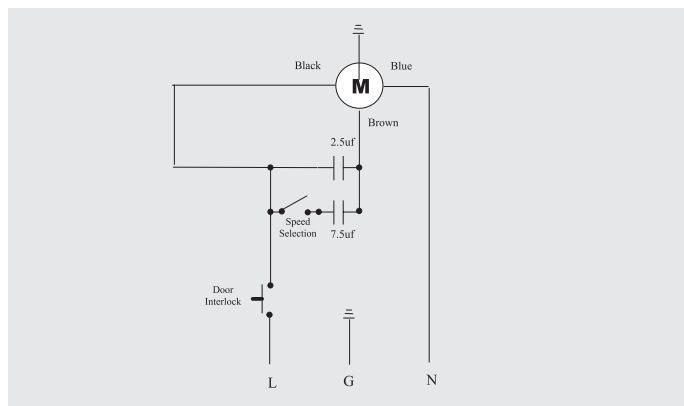 Black
Blue
M
Brown
2.5uf
Speed
Selection
7.5uf
Door
Interlock
L
G
N